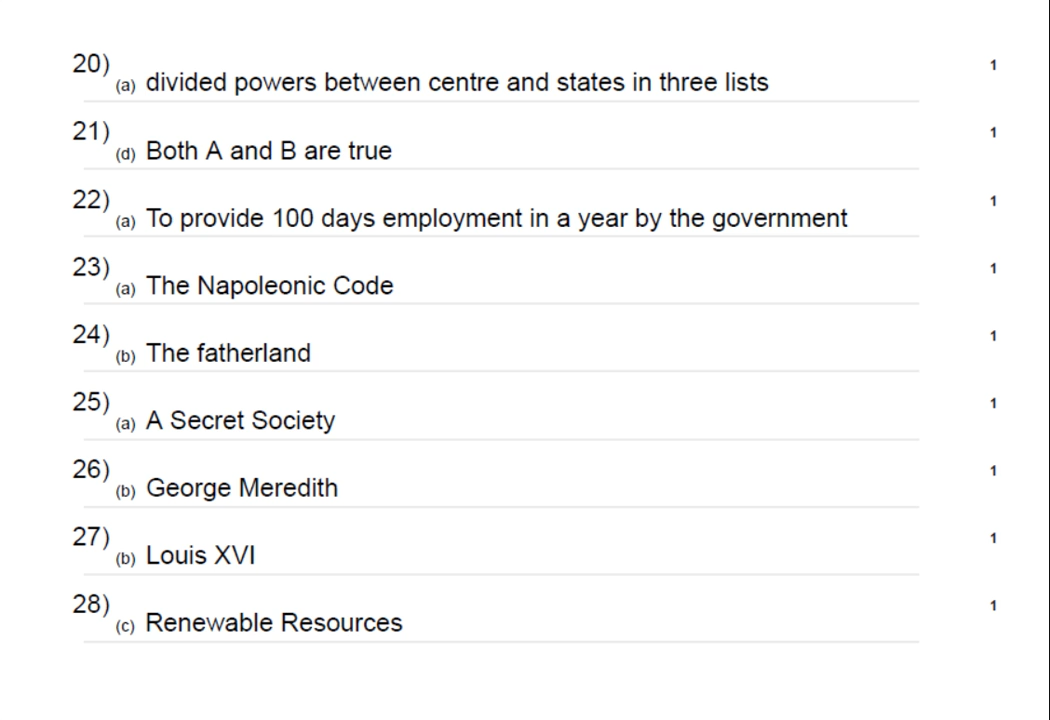 20) 1
(a) divided powers between centre and states in three lists
21) 1
(d) Both A and B are true
22) 1
(a) To provide 100 days employment in a year by the government
23) 1
(a) The Napoleonic Code
24) 1
(b) The fatherland
25) 1
(a) A Secret Society
26) 1
(b) George Meredith
27) 1
(b) Louis XVI
28) 1
(c) Renewable Resources